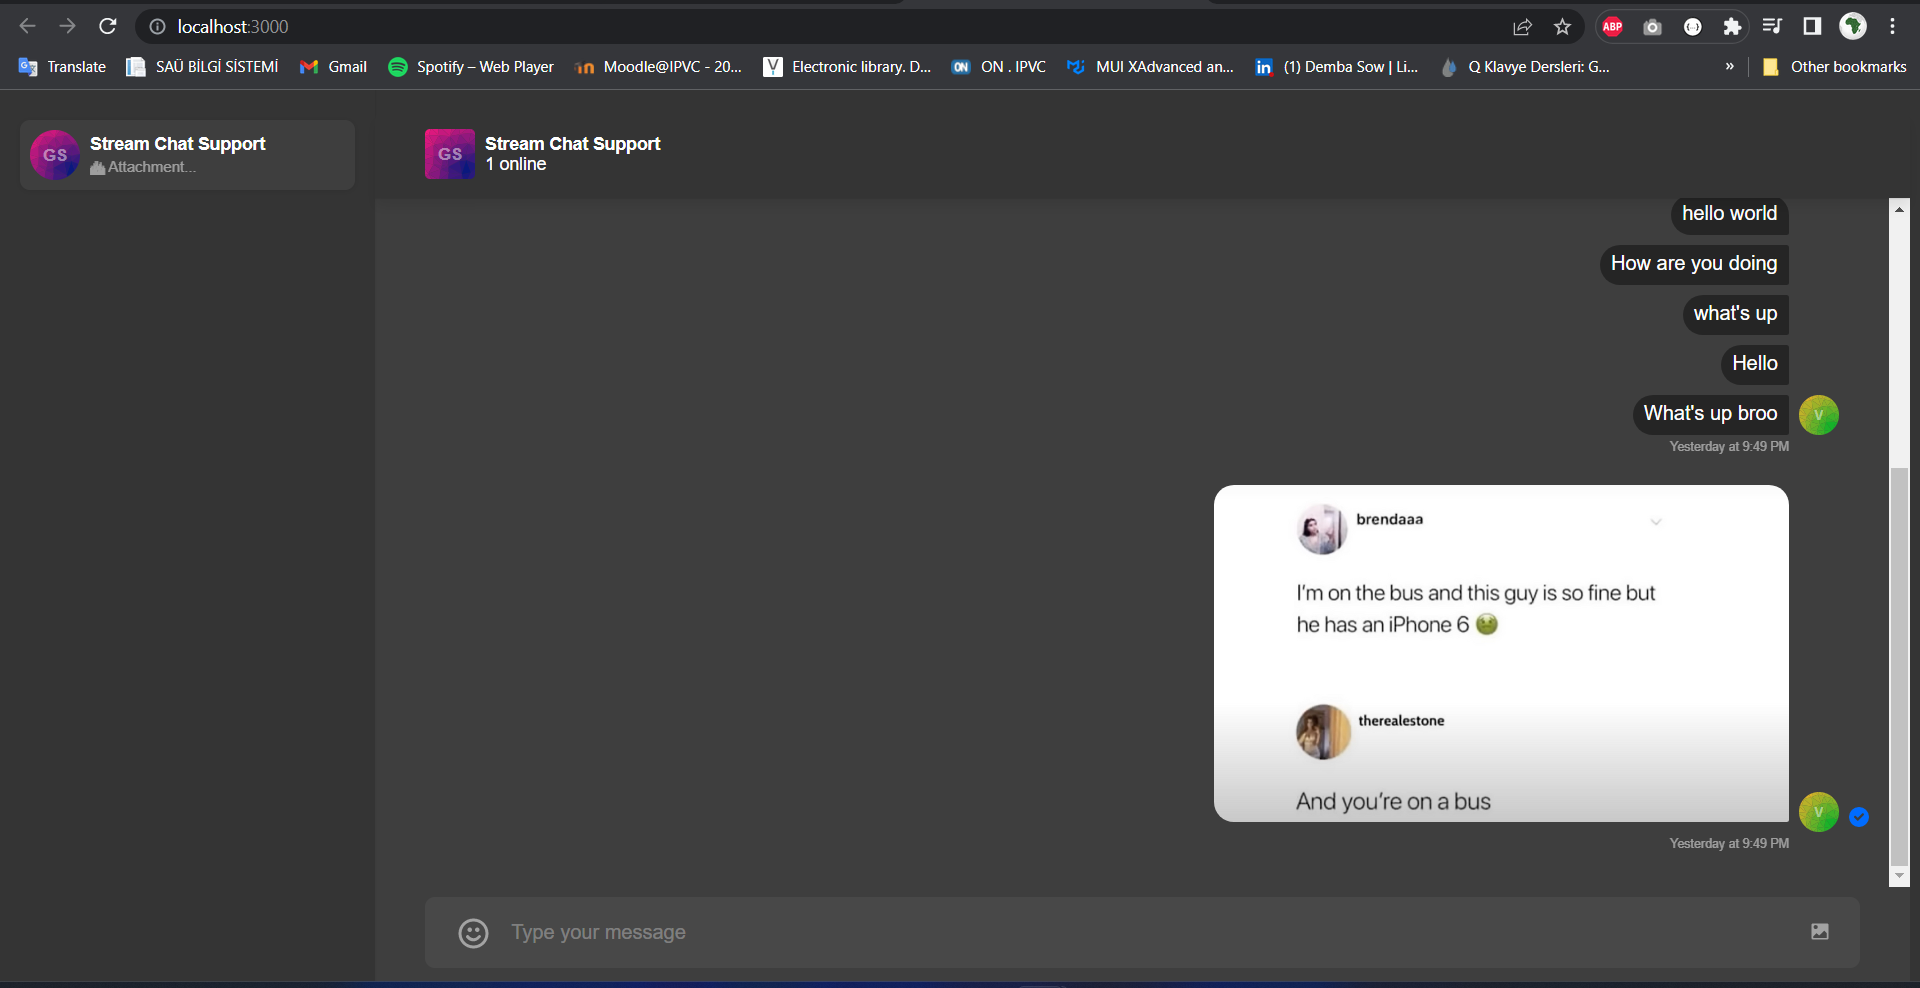 localhost:3000
ABP
Translate
SAÜ BİLGİ SİSTEMİ
Gmail
Spotify – Web Player
Moodle@IPVC - 20...
Electronic library. D...
ON
ON . IPVC
MUI XAdvanced an...
in
(1) Demba Sow | Li...
Q Klavye Dersleri: G...
»
Other bookmarks
GS
Stream Chat Support
Attachment...
GS
Stream Chat Support
1 online
hello world
How are you doing
what's up
Hello
What's up broo
V
Yesterday at 9:49 PM
brendaaa
I'm on the bus and this guy is so fine but
he has an iPhone 6 🤢
therealestone
And you're on a bus
V
Yesterday at 9:49 PM
Type your message